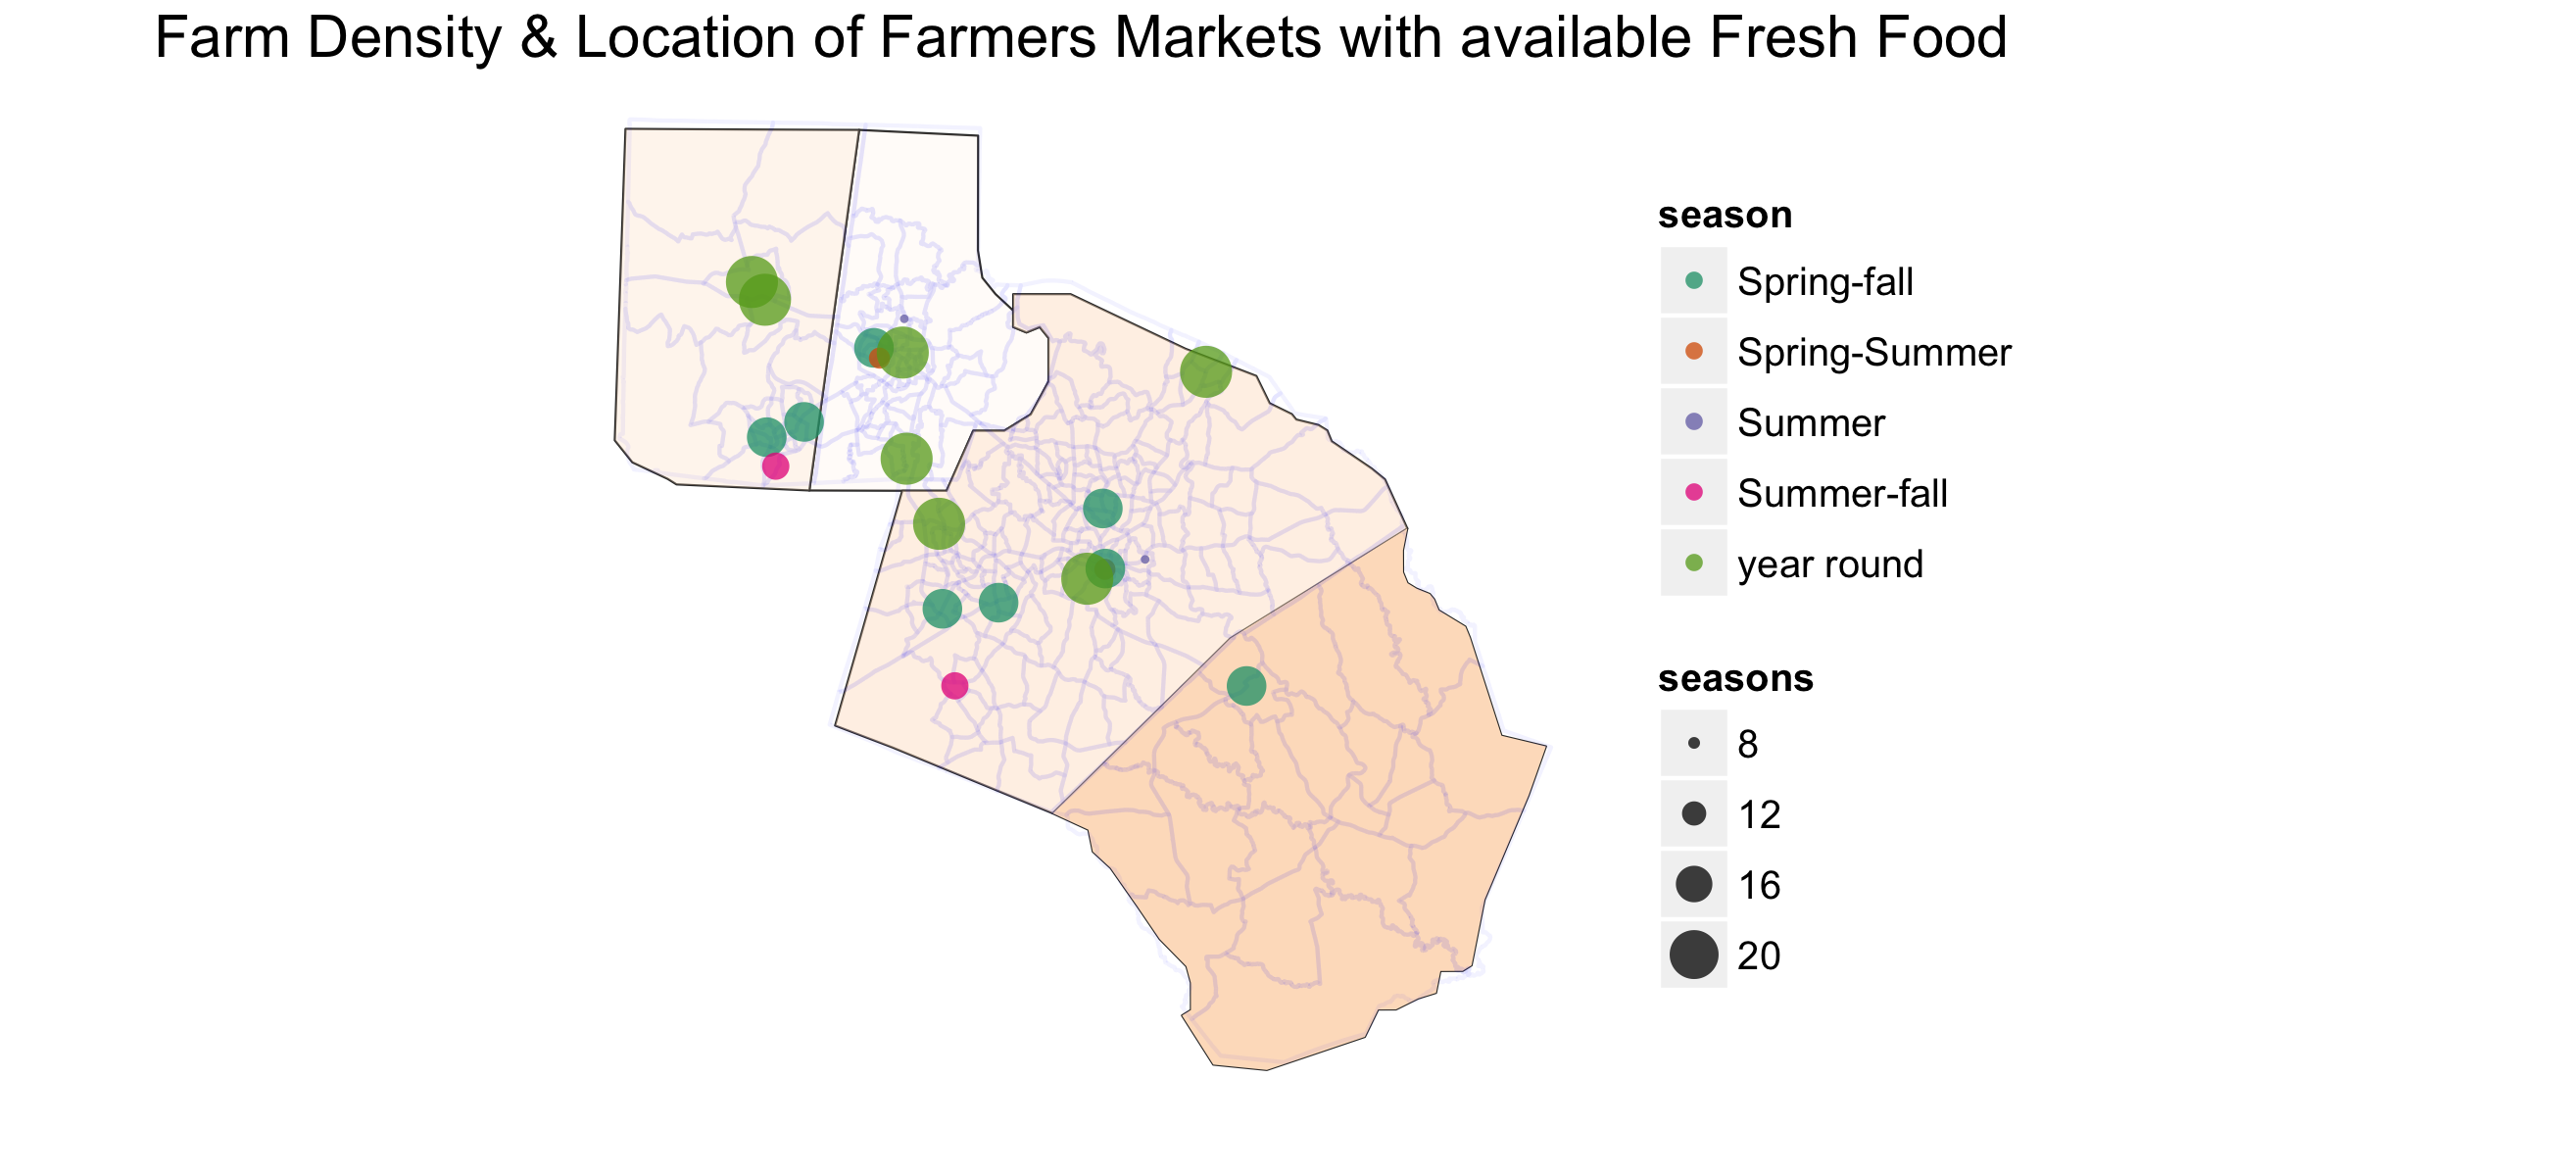 Farm Density & Location of Farmers Markets with available Fresh Food
season
Spring-fall
Spring-Summer
Summer
Summer-fall
year round
seasons
8
12
16
20